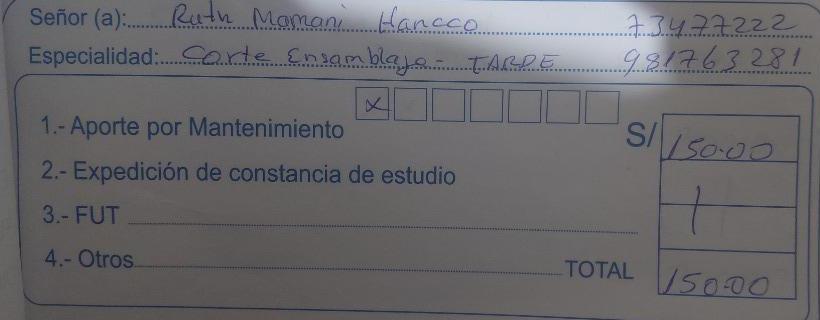 Señor (a): Ruth Mamani Hancco 73477222
Especialidad: Corte Ensamblaje - TARDE 981763281
x
1.- Aporte por Mantenimiento S/ 150.00
2.- Expedición de constancia de estudio
3.- FUT
4.- Otros TOTAL 150.00